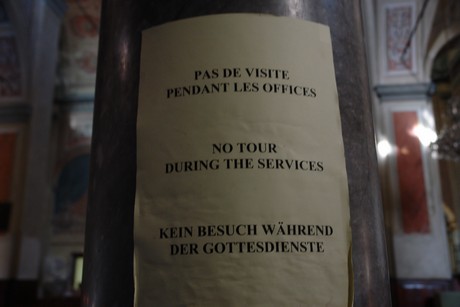 PAS DE VISITE
PENDANT LES OFFICES
NO TOUR
DURING THE SERVICES
KEIN BESUCH WÄHREND
DER GOTTESDIENSTE